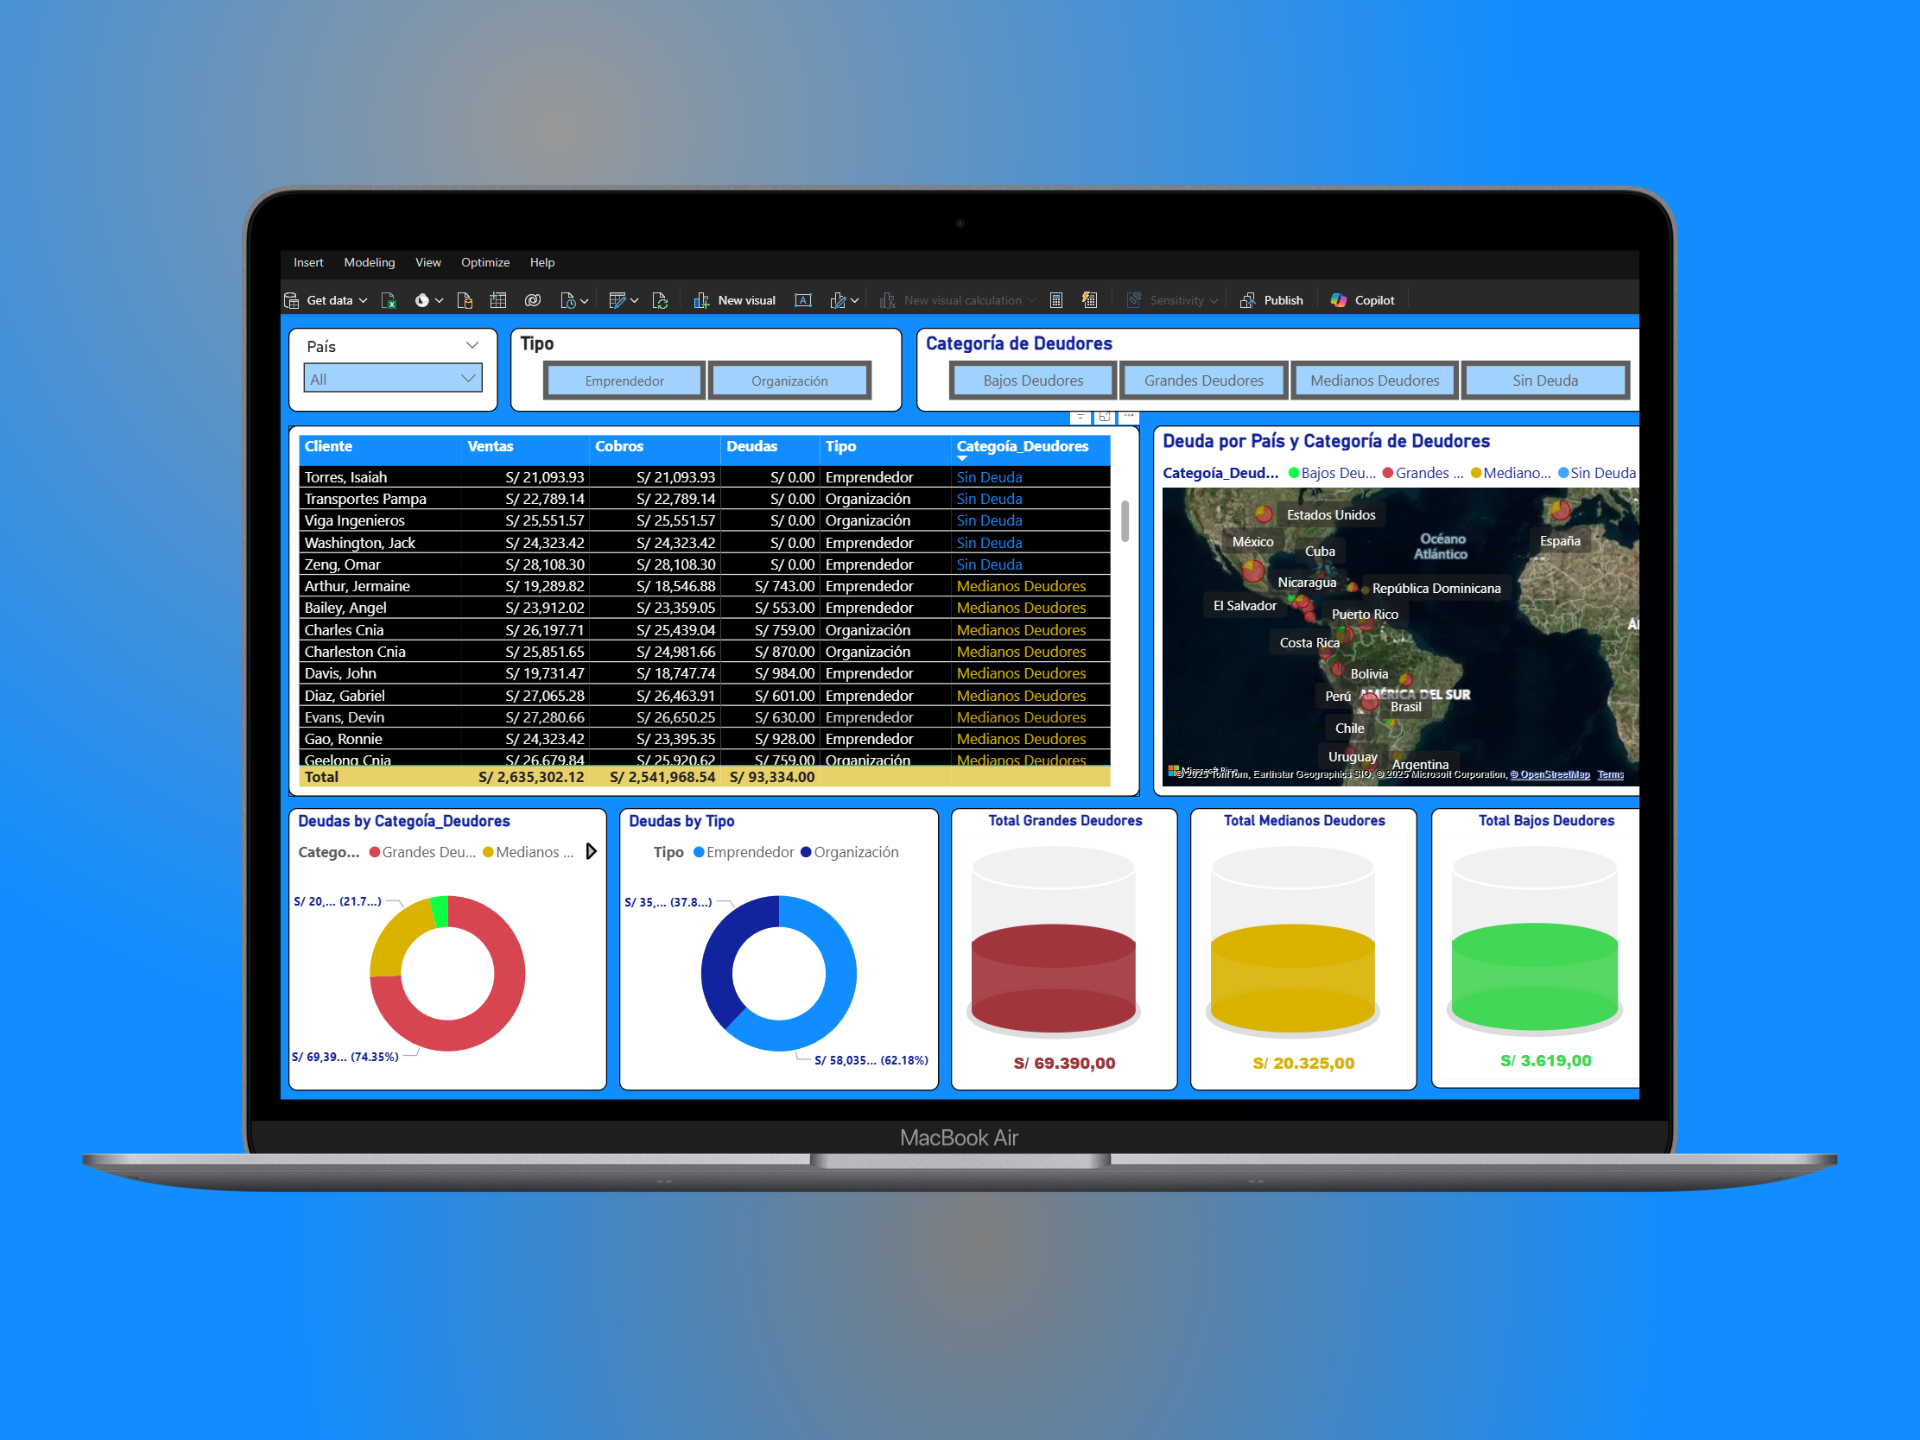 Insert Modeling View Optimize Help
Get data New visual New visual calculation Sensitivity Publish Copilot
País
All
Tipo
Emprendedor Organización
Categoría de Deudores
Bajos Deudores Grandes Deudores Medianos Deudores Sin Deuda
Cliente Ventas Cobros Deudas Tipo Categoía_Deudores
Torres, Isaiah S/ 21,093.93 S/ 21,093.93 S/ 0.00 Emprendedor Sin Deuda
Transportes Pampa S/ 22,789.14 S/ 22,789.14 S/ 0.00 Organización Sin Deuda
Viga Ingenieros S/ 25,551.57 S/ 25,551.57 S/ 0.00 Organización Sin Deuda
Washington, Jack S/ 24,323.42 S/ 24,323.42 S/ 0.00 Emprendedor Sin Deuda
Zeng, Omar S/ 28,108.30 S/ 28,108.30 S/ 0.00 Emprendedor Sin Deuda
Arthur, Jermaine S/ 19,289.82 S/ 18,546.88 S/ 743.00 Emprendedor Medianos Deudores
Bailey, Angel S/ 23,912.02 S/ 23,359.05 S/ 553.00 Emprendedor Medianos Deudores
Charles Cnia S/ 26,197.71 S/ 25,439.04 S/ 759.00 Organización Medianos Deudores
Charleston Cnia S/ 25,851.65 S/ 24,981.66 S/ 870.00 Organización Medianos Deudores
Davis, John S/ 19,731.47 S/ 18,747.74 S/ 984.00 Emprendedor Medianos Deudores
Diaz, Gabriel S/ 27,065.28 S/ 26,463.91 S/ 601.00 Emprendedor Medianos Deudores
Evans, Devin S/ 27,280.66 S/ 26,650.25 S/ 630.00 Emprendedor Medianos Deudores
Gao, Ronnie S/ 24,323.42 S/ 23,395.35 S/ 928.00 Emprendedor Medianos Deudores
Geelong Cnia S/ 26,679.84 S/ 25,920.62 S/ 759.00 Organización Medianos Deudores
Total S/ 2,635,302.12 S/ 2,541,968.54 S/ 93,334.00
Deuda por País y Categoría de Deudores
Categoía_Deud... Bajos Deu... Grandes ... Mediano... Sin Deuda
Estados Unidos
México
Cuba
Océano
Atlántico
España
Nicaragua
República Dominicana
El Salvador
Puerto Rico
Costa Rica
Bolivia
Perú
AMÉRICA DEL SUR
Brasil
Chile
Uruguay
Argentina
© 2025 TomTom, Earthstar Geographics SIO, © 2025 Microsoft Corporation, © OpenStreetMap Terms
Deudas by Categoía_Deudores
Catego... Grandes Deu... Medianos ...
S/ 20,... (21.7...)
S/ 69,39... (74.35%)
Deudas by Tipo
Tipo Emprendedor Organización
S/ 35,... (37.8...)
S/ 58,035... (62.18%)
Total Grandes Deudores
S/ 69.390,00
Total Medianos Deudores
S/ 20.325,00
Total Bajos Deudores
S/ 3.619,00
MacBook Air